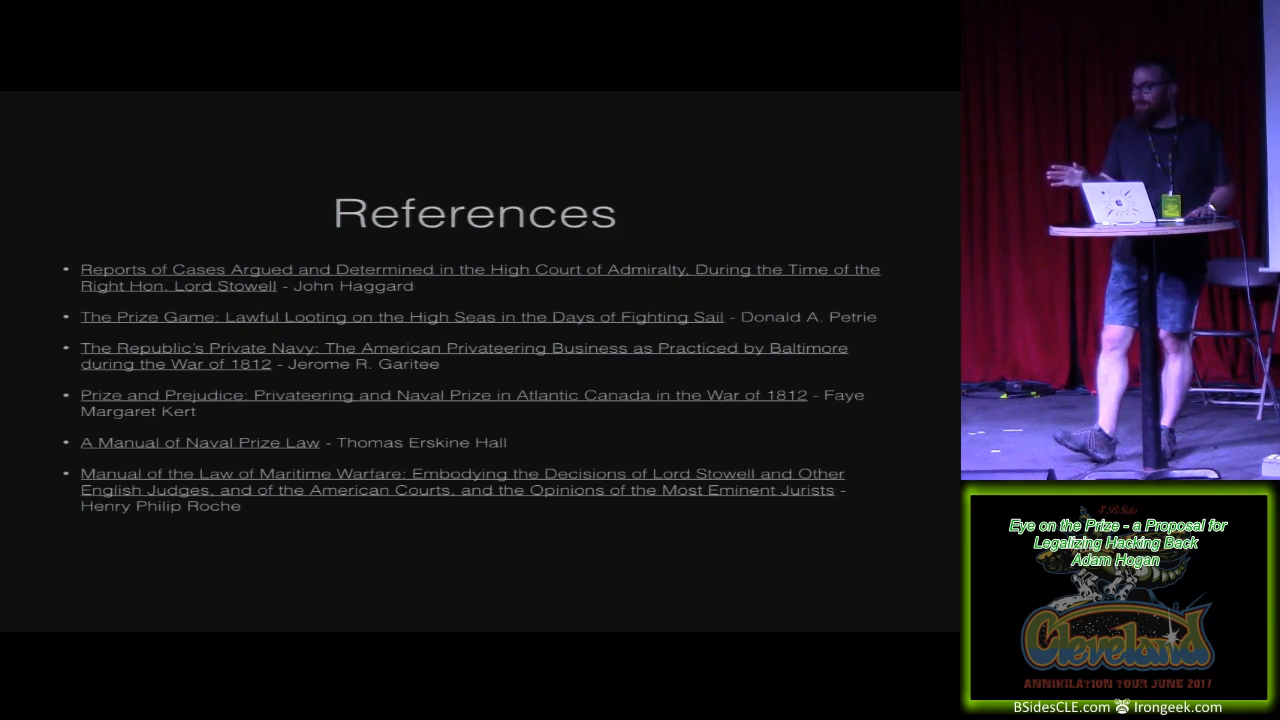 References
• Reports of Cases Argued and Determined in the High Court of Admiralty, During the Time of the
Right Hon. Lord Stowell - John Haggard
• The Prize Game: Lawful Looting on the High Seas in the Days of Fighting Sail - Donald A. Petrie
• The Republic's Private Navy: The American Privateering Business as Practiced by Baltimore
during the War of 1812 - Jerome R. Garitee
• Prize and Prejudice: Privateering and Naval Prize in Atlantic Canada in the War of 1812 - Faye
Margaret Kert
• A Manual of Naval Prize Law - Thomas Erskine Hall
• Manual of the Law of Maritime Warfare: Embodying the Decisions of Lord Stowell and Other
English Judges, and of the American Courts, and the Opinions of the Most Eminent Jurists -
Henry Philip Roche
BSides
Eye on the Prize - a Proposal for
Legalizing Hacking Back
Adam Hogan
Cleveland
ANNIHILATION TOUR JUNE 2017
BSidesCLE.com Irongeek.com